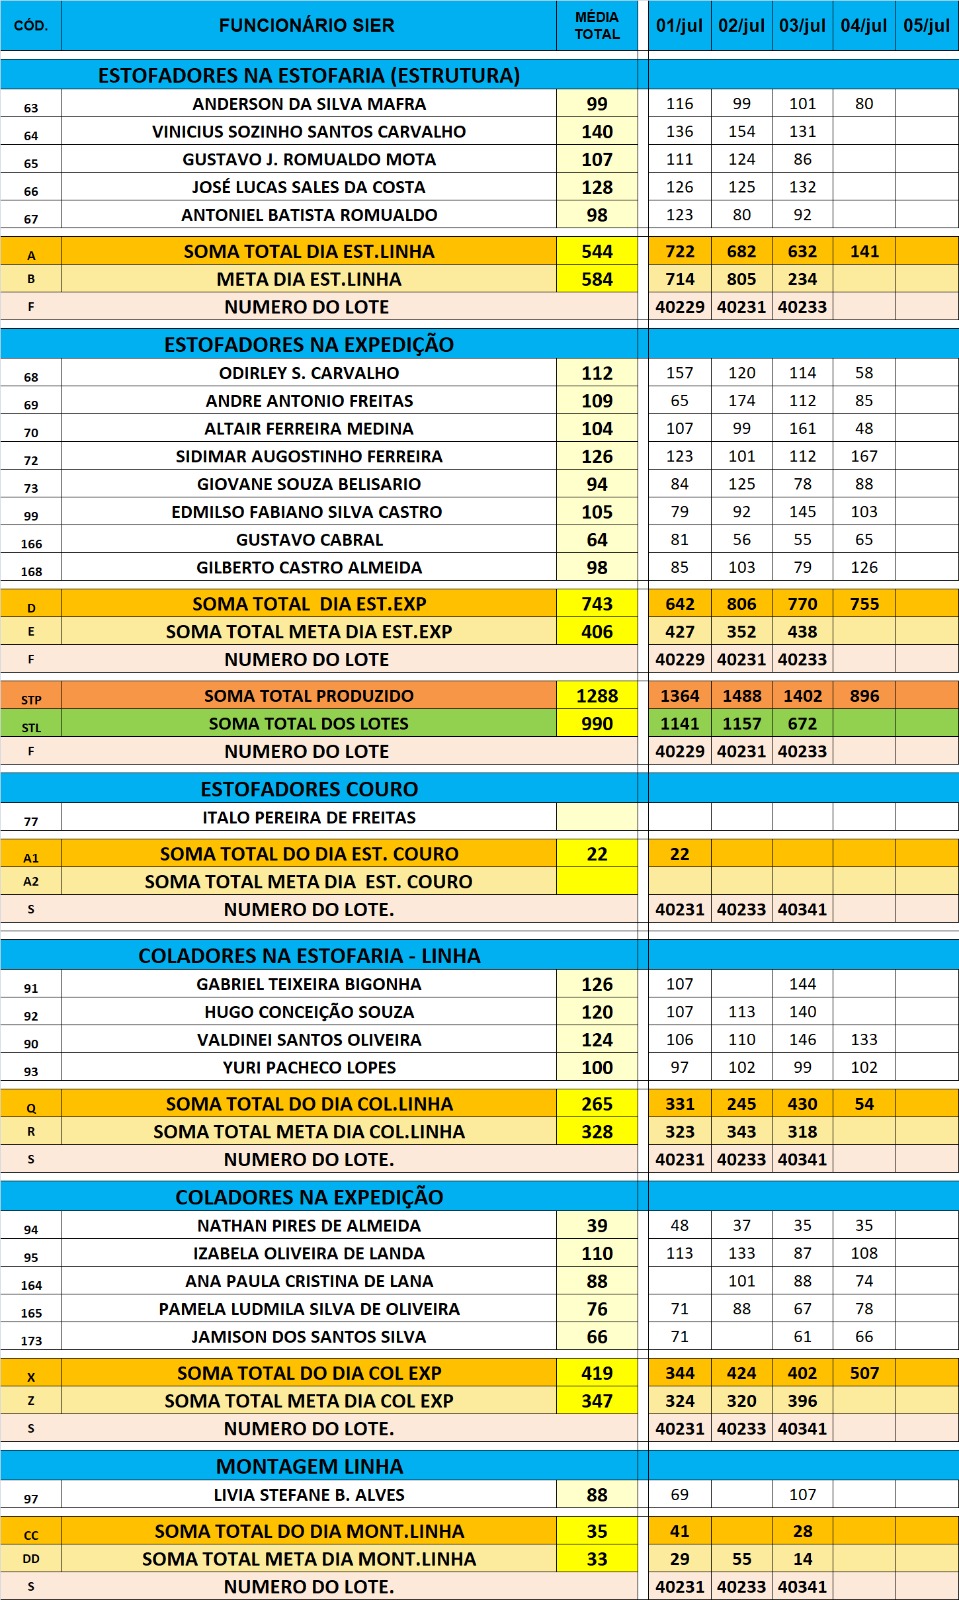 CÓD. FUNCIONÁRIO SIER MÉDIA TOTAL 01/jul 02/jul 03/jul 04/jul 05/jul
ESTOFADORES NA ESTOFARIA (ESTRUTURA)
63 ANDERSON DA SILVA MAFRA 99 116 99 101 80
64 VINICIUS SOZINHO SANTOS CARVALHO 140 136 154 131
65 GUSTAVO J. ROMUALDO MOTA 107 111 124 86
66 JOSÉ LUCAS SALES DA COSTA 128 126 125 132
67 ANTONIEL BATISTA ROMUALDO 98 123 80 92
A SOMA TOTAL DIA EST.LINHA 544 722 682 632 141
B META DIA EST.LINHA 584 714 805 234
F NUMERO DO LOTE 40229 40231 40233
ESTOFADORES NA EXPEDIÇÃO
68 ODIRLEY S. CARVALHO 112 157 120 114 58
69 ANDRE ANTONIO FREITAS 109 65 174 112 85
70 ALTAIR FERREIRA MEDINA 104 107 99 161 48
72 SIDIMAR AUGOSTINHO FERREIRA 126 123 101 112 167
73 GIOVANE SOUZA BELISARIO 94 84 125 78 88
99 EDMILSO FABIANO SILVA CASTRO 105 79 92 145 103
166 GUSTAVO CABRAL 64 81 56 55 65
168 GILBERTO CASTRO ALMEIDA 98 85 103 79 126
D SOMA TOTAL DIA EST.EXP 743 642 806 770 755
E SOMA TOTAL META DIA EST.EXP 406 427 352 438
F NUMERO DO LOTE 40229 40231 40233
STP SOMA TOTAL PRODUZIDO 1288 1364 1488 1402 896
STL SOMA TOTAL DOS LOTES 990 1141 1157 672
F NUMERO DO LOTE 40229 40231 40233
ESTOFADORES COURO
77 ITALO PEREIRA DE FREITAS
A1 SOMA TOTAL DO DIA EST. COURO 22 22
A2 SOMA TOTAL META DIA EST. COURO
S NUMERO DO LOTE. 40231 40233 40341
COLADORES NA ESTOFARIA - LINHA
91 GABRIEL TEIXEIRA BIGONHA 126 107 144
92 HUGO CONCEIÇÃO SOUZA 120 107 113 140
90 VALDINEI SANTOS OLIVEIRA 124 106 110 146 133
93 YURI PACHECO LOPES 100 97 102 99 102
Q SOMA TOTAL DO DIA COL.LINHA 265 331 245 430 54
R SOMA TOTAL META DIA COL.LINHA 328 323 343 318
S NUMERO DO LOTE. 40231 40233 40341
COLADORES NA EXPEDIÇÃO
94 NATHAN PIRES DE ALMEIDA 39 48 37 35 35
95 IZABELA OLIVEIRA DE LANDA 110 113 133 87 108
164 ANA PAULA CRISTINA DE LANA 88 101 88 74
165 PAMELA LUDMILA SILVA DE OLIVEIRA 76 71 88 67 78
173 JAMISON DOS SANTOS SILVA 66 71 61 66
X SOMA TOTAL DO DIA COL EXP 419 344 424 402 507
Z SOMA TOTAL META DIA COL EXP 347 324 320 396
S NUMERO DO LOTE. 40231 40233 40341
MONTAGEM LINHA
97 LIVIA STEFANE B. ALVES 88 69 107
CC SOMA TOTAL DO DIA MONT.LINHA 35 41 28
DD SOMA TOTAL META DIA MONT.LINHA 33 29 55 14
S NUMERO DO LOTE. 40231 40233 40341